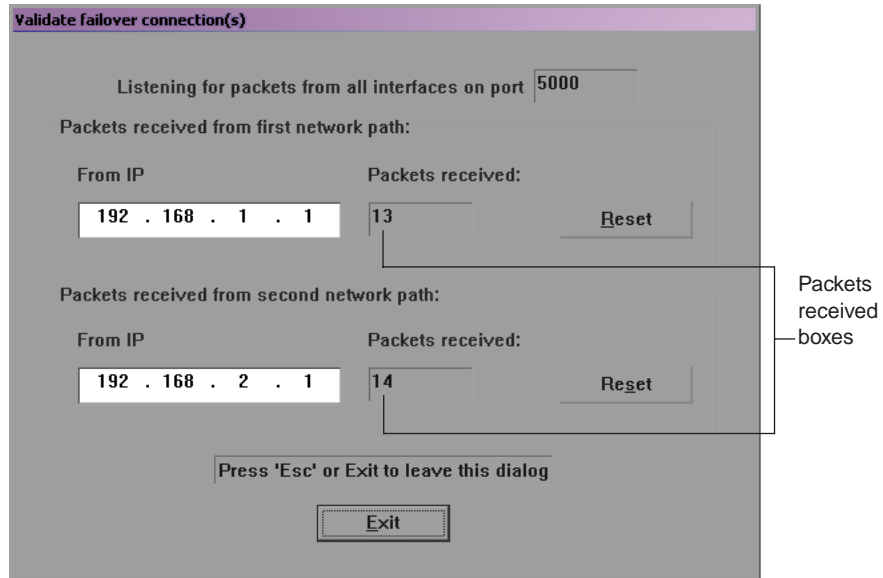 Validate failover connection(s)
Listening for packets from all interfaces on port 5000
Packets received from first network path:
From IP Packets received:
192 . 168 . 1 . 1 13 Reset
Packets received from second network path:
From IP Packets received:
192 . 168 . 2 . 1 14 Reset
Press 'Esc' or Exit to leave this dialog
Exit
Packets
received
boxes